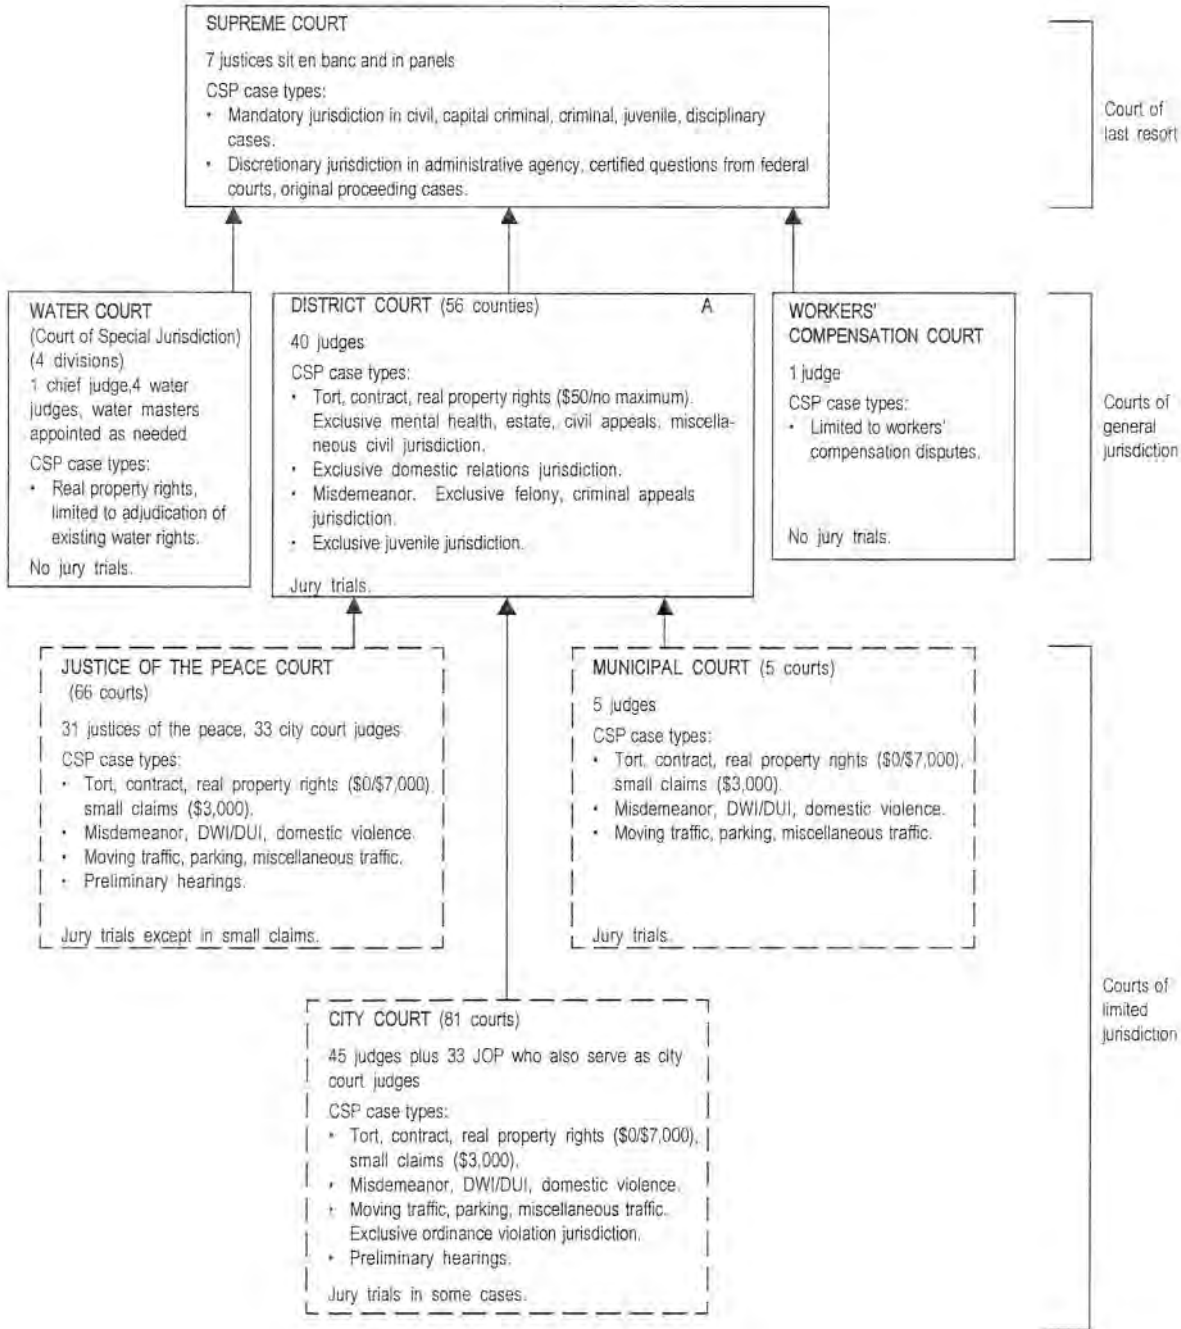 SUPREME COURT
7 justices sit en banc and in panels
CSP case types:
• Mandatory jurisdiction in civil, capital criminal, criminal, juvenile, disciplinary
cases.
• Discretionary jurisdiction in administrative agency, certified questions from federal
courts, original proceeding cases.
Court of
last resort
WATER COURT
(Court of Special Jurisdiction)
(4 divisions)
1 chief judge,4 water
judges, water masters
appointed as needed
CSP case types:
• Real property rights,
limited to adjudication of
existing water rights.
No jury trials.
DISTRICT COURT (56 counties) A
40 judges
CSP case types:
• Tort, contract, real property rights ($50/no maximum).
Exclusive mental health, estate, civil appeals, miscella-
neous civil jurisdiction.
• Exclusive domestic relations jurisdiction.
• Misdemeanor. Exclusive felony, criminal appeals
jurisdiction.
• Exclusive juvenile jurisdiction.
Jury trials.
WORKERS'
COMPENSATION COURT
1 judge
CSP case types:
• Limited to workers'
compensation disputes.
No jury trials.
Courts of
general
jurisdiction
JUSTICE OF THE PEACE COURT
(66 courts)
31 justices of the peace, 33 city court judges
CSP case types:
• Tort, contract, real property rights ($0/$7,000)
small claims ($3,000).
• Misdemeanor, DWI/DUI, domestic violence.
• Moving traffic, parking, miscellaneous traffic.
• Preliminary hearings.
Jury trials except in small claims.
MUNICIPAL COURT (5 courts)
5 judges
CSP case types:
• Tort, contract, real property rights ($0/$7,000),
small claims ($3,000).
• Misdemeanor, DWI/DUI, domestic violence.
• Moving traffic, parking, miscellaneous traffic.
Jury trials.
CITY COURT (81 courts)
45 judges plus 33 JOP who also serve as city
court judges
CSP case types:
• Tort, contract, real property rights ($0/$7,000),
small claims ($3,000),
• Misdemeanor, DWI/DUI, domestic violence.
• Moving traffic, parking, miscellaneous traffic.
Exclusive ordinance violation jurisdiction.
• Preliminary hearings.
Jury trials in some cases.
Courts of
limited
jurisdiction